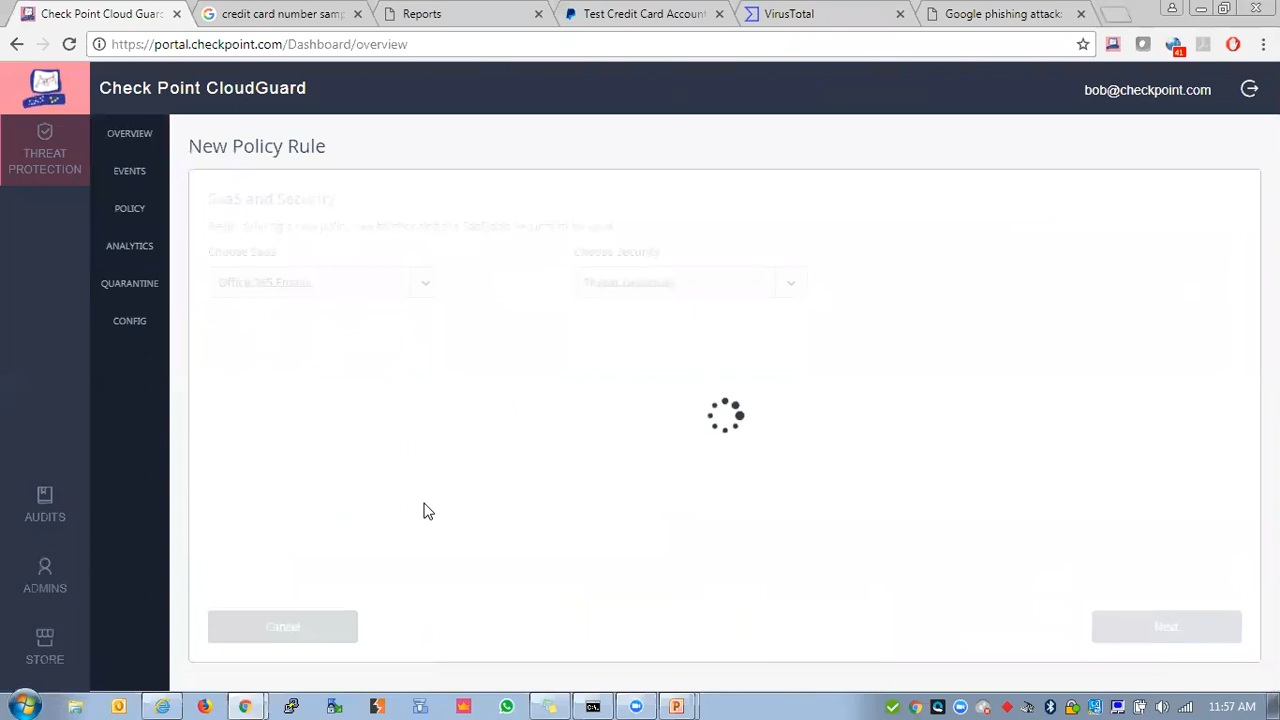 Check Point Cloud Guar
credit card number samp
Reports
Test Credit Card Account
VirusTotal
Google phishing attack
https://portal.checkpoint.com/Dashboard/overview
41
Check Point CloudGuard
bob@checkpoint.com
THREAT
PROTECTION
OVERVIEW
EVENTS
POLICY
ANALYTICS
QUARANTINE
CONFIG
New Policy Rule
SaaS and Security
Choose SaaS
Choose Security
Office 365 Emails
Cancel
Next
AUDITS
ADMINS
STORE
11:57 AM